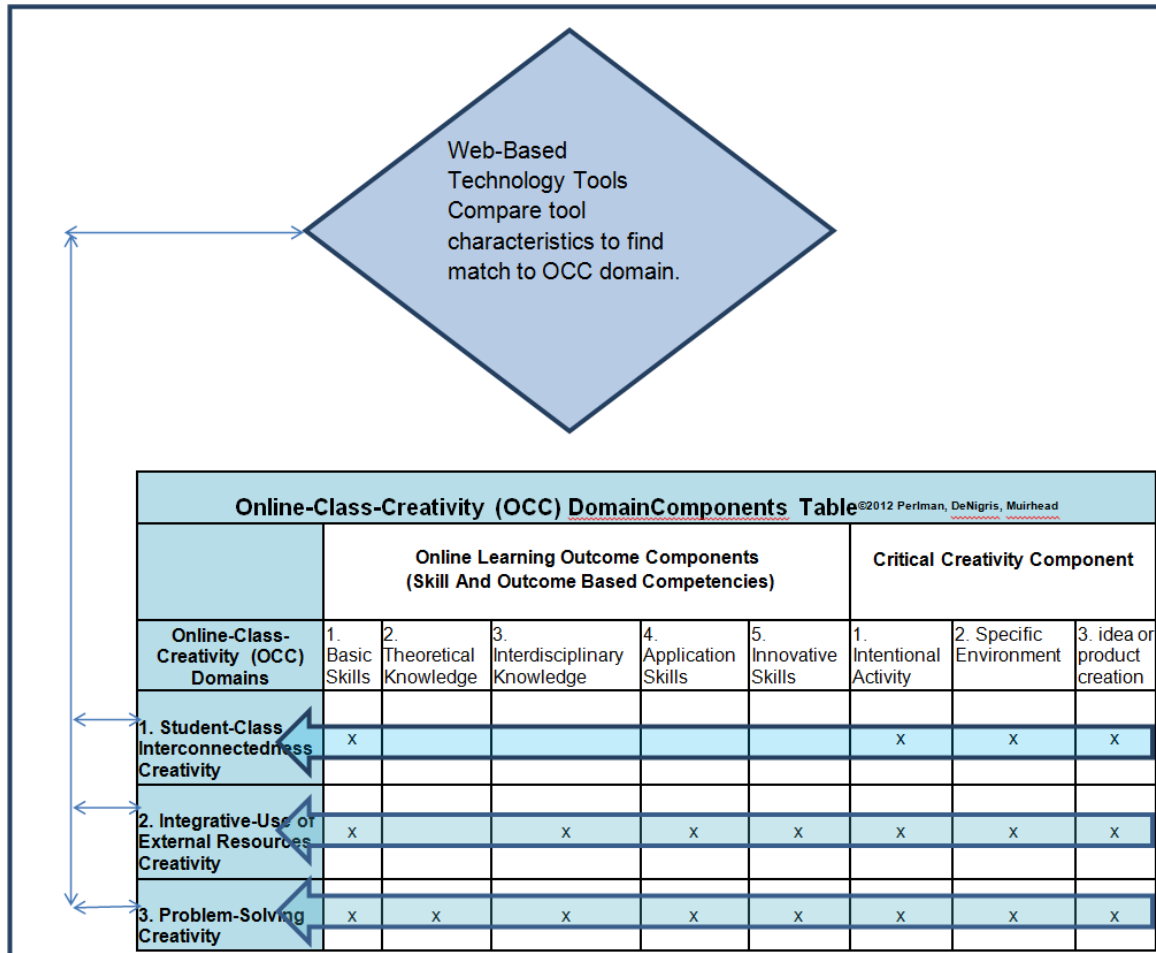 Web-Based
Technology Tools
Compare tool
characteristics to find
match to OCC domain.
Online-Class-Creativity (OCC) DomainComponents Table©2012 Perlman, DeNigris, Muirhead
Online Learning Outcome Components
(Skill And Outcome Based Competencies)
Critical Creativity Component
Online-Class-
Creativity (OCC)
Domains
1.
Basic
Skills
2.
Theoretical
Knowledge
3.
Interdisciplinary
Knowledge
4.
Application
Skills
5.
Innovative
Skills
1.
Intentional
Activity
2. Specific
Environment
3. idea or
product
creation
1. Student-Class
Interconnectedness
Creativity
x x x x
2. Integrative-Use of
External Resources
Creativity
x x x x x x x
3. Problem-Solving
Creativity
x x x x x x x x